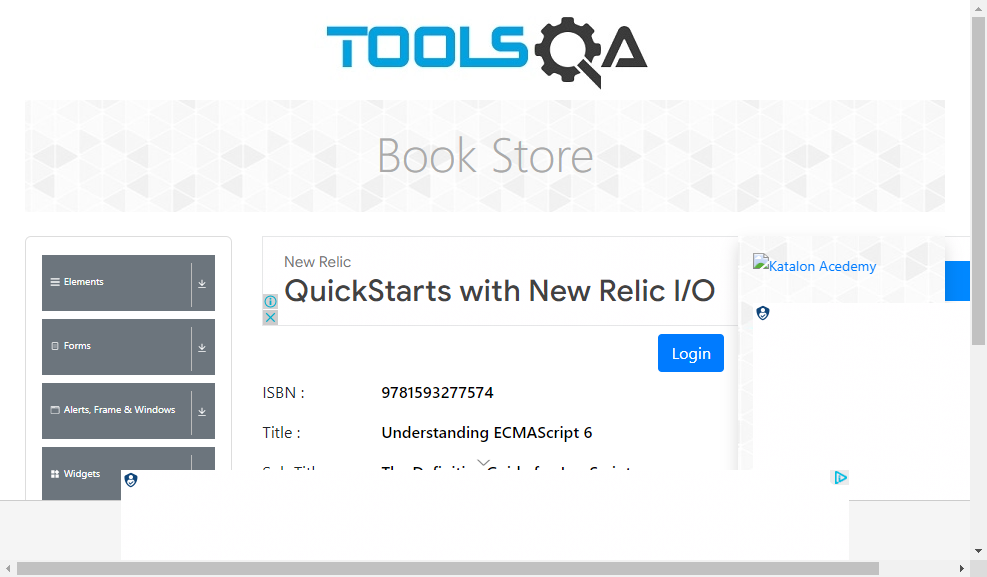 TOOLSQA
Book Store
Elements
Forms
Alerts, Frame & Windows
Widgets
New Relic
QuickStarts with New Relic I/O
Katalon Acedemy
Login
ISBN : 9781593277574
Title : Understanding ECMAScript 6